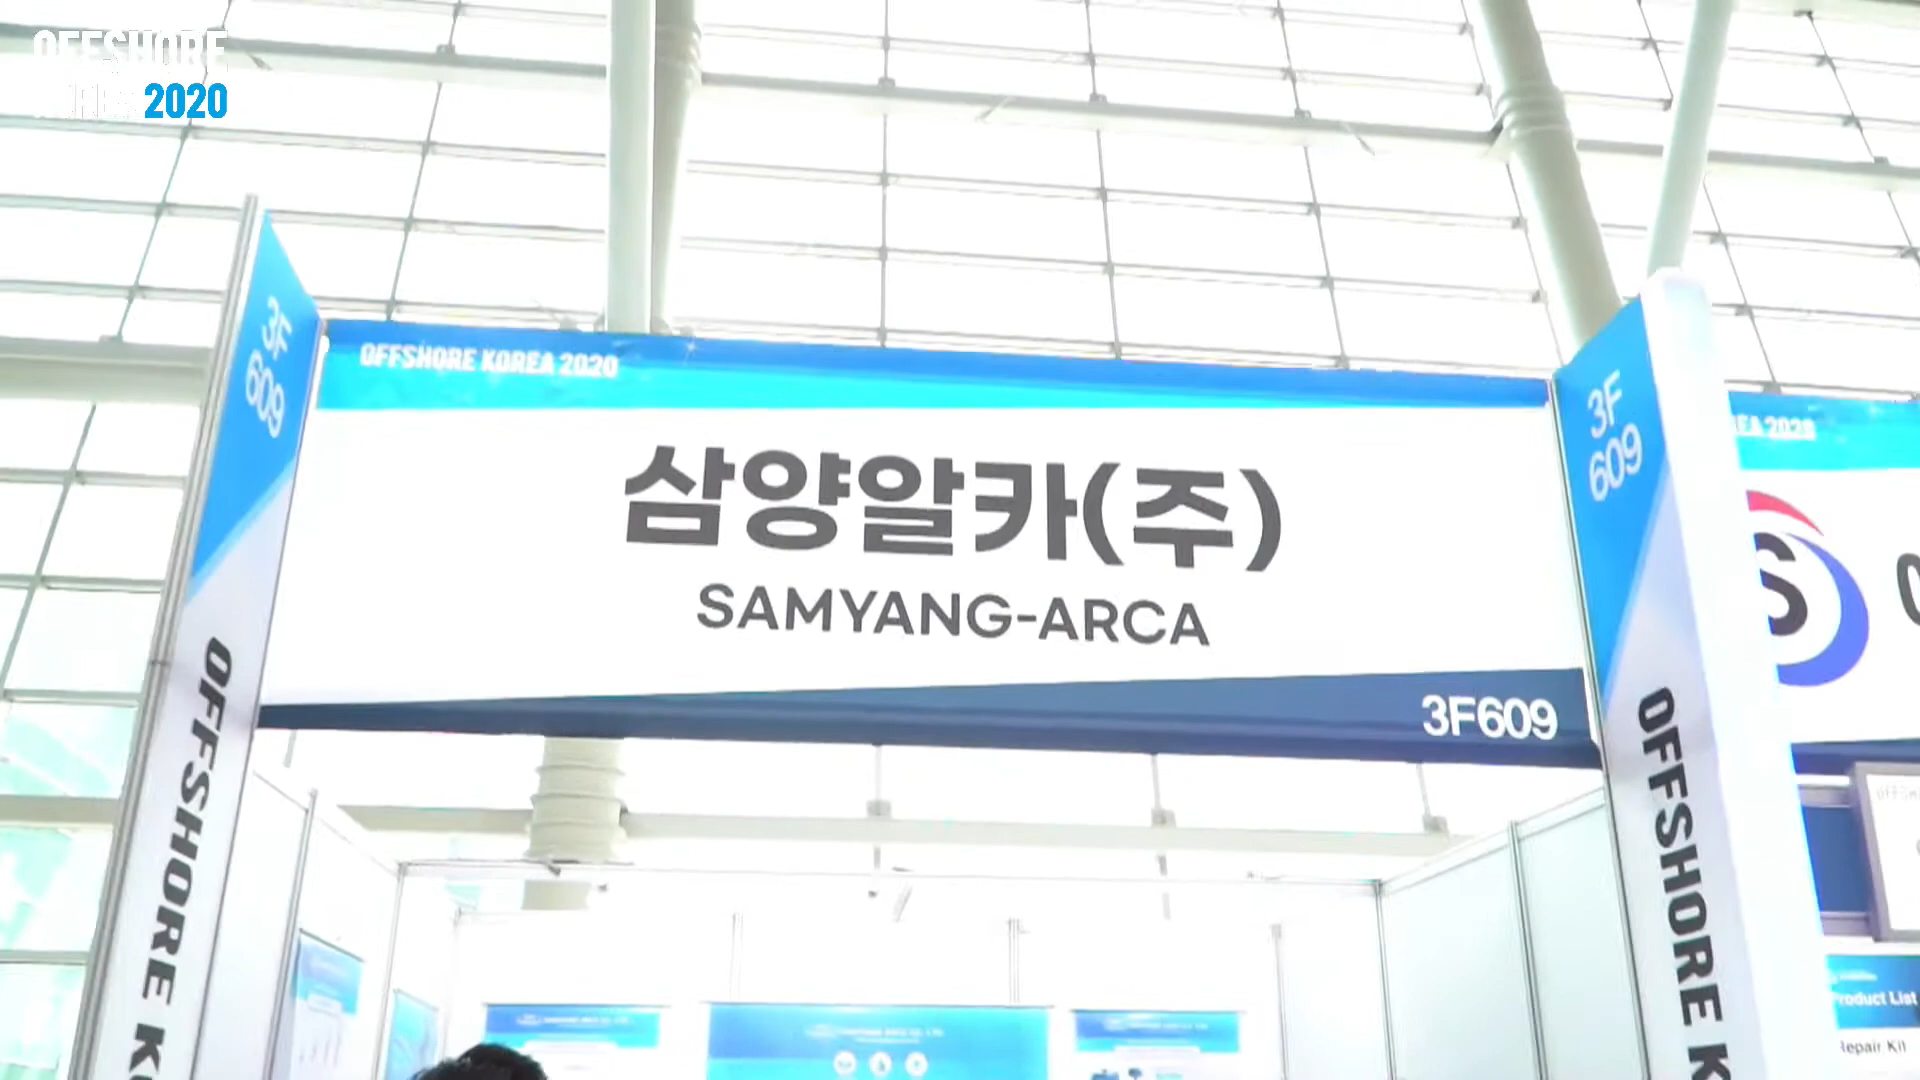 OFFSHORE
2020
3F
609
OFFSHORE KOREA 2020
삼양알카(주)
SAMYANG-ARCA
3F609
OFFSHORE
3F
609
OFFSHORE
2020
S
Product List
Repair Kit